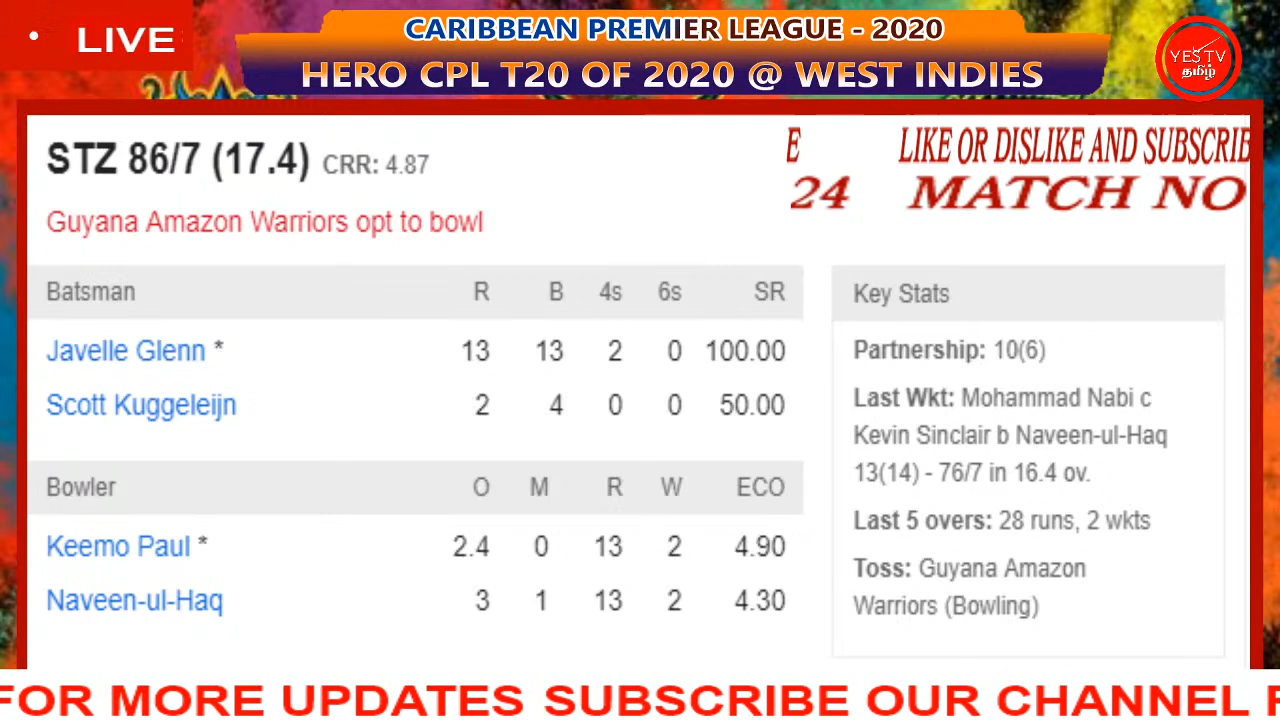 LIVE
CARIBBEAN PREMIER LEAGUE - 2020
HERO CPL T20 OF 2020 @ WEST INDIES
YES TV
தமிழ்
STZ 86/7 (17.4) CRR: 4.87
E LIKE OR DISLIKE AND SUBSCRIB
24 MATCH NO
Guyana Amazon Warriors opt to bowl
Batsman R B 4s 6s SR
Javelle Glenn * 13 13 2 0 100.00
Scott Kuggeleijn 2 4 0 0 50.00
Bowler O M R W ECO
Keemo Paul * 2.4 0 13 2 4.90
Naveen-ul-Haq 3 1 13 2 4.30
Key Stats
Partnership: 10(6)
Last Wkt: Mohammad Nabi c
Kevin Sinclair b Naveen-ul-Haq
13(14) - 76/7 in 16.4 ov.
Last 5 overs: 28 runs, 2 wkts
Toss: Guyana Amazon
Warriors (Bowling)
FOR MORE UPDATES SUBSCRIBE OUR CHANNEL